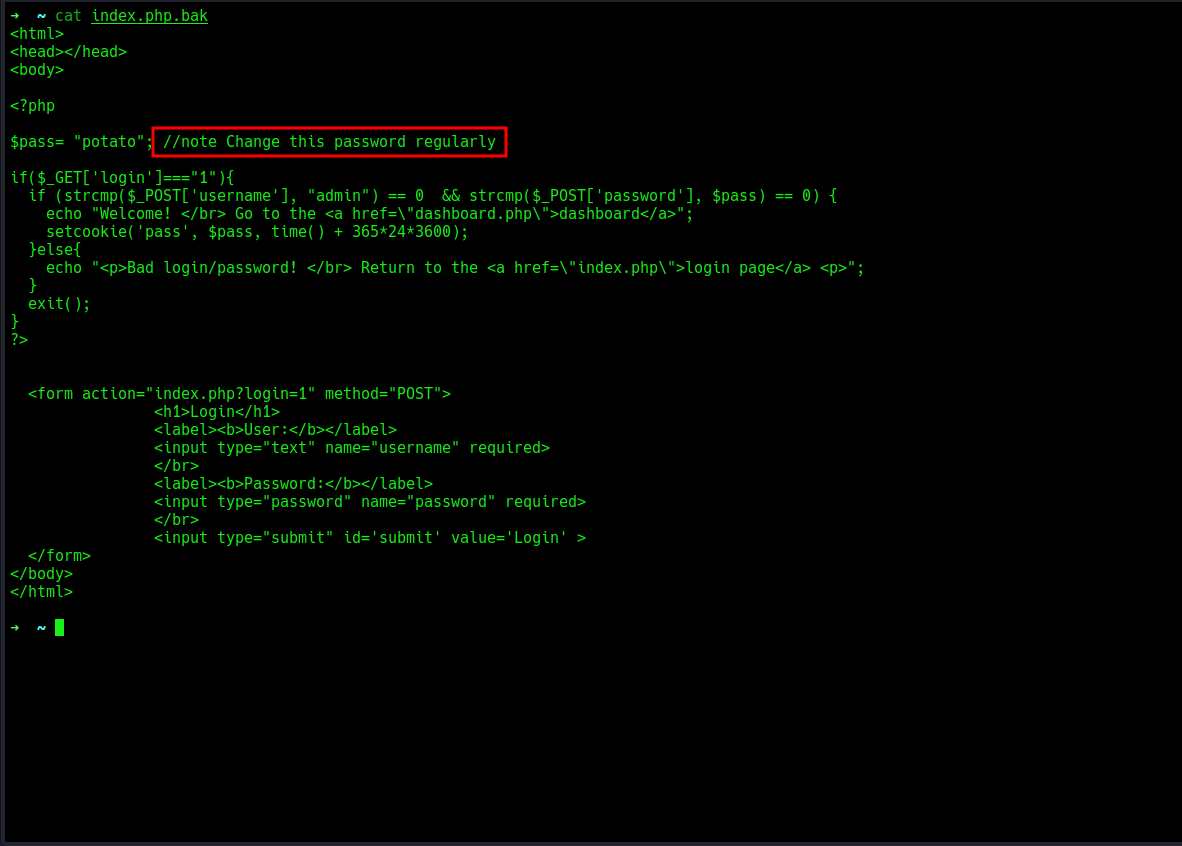 →  ~ cat index.php.bak
<html>
<head></head>
<body>

<?php

$pass= "potato"; //note Change this password regularly

if($_GET['login']==="1"){
  if (strcmp($_POST['username'], "admin") == 0  && strcmp($_POST['password'], $pass) == 0) {
    echo "Welcome! </br> Go to the <a href=\"dashboard.php\">dashboard</a>";
    setcookie('pass', $pass, time() + 365*24*3600);
  }else{
    echo "<p>Bad login/password! </br> Return to the <a href=\"index.php\">login page</a> <p>";
  }
  exit();
}
?>


  <form action="index.php?login=1" method="POST">
                <h1>Login</h1>
                <label><b>User:</b></label>
                <input type="text" name="username" required>
                </br>
                <label><b>Password:</b></label>
                <input type="password" name="password" required>
                </br>
                <input type="submit" id='submit' value='Login' >
  </form>
</body>
</html>

→  ~